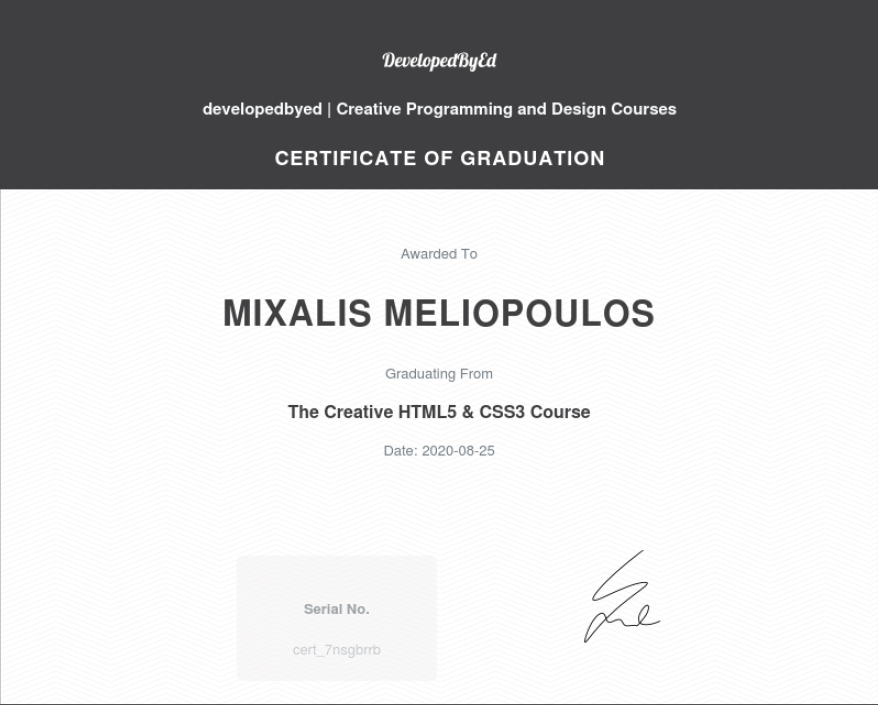 DevelopedByEd
developedbyed | Creative Programming and Design Courses
CERTIFICATE OF GRADUATION
Awarded To
MIXALIS MELIOPOULOS
Graduating From
The Creative HTML5 & CSS3 Course
Date: 2020-08-25
Serial No.
cert_7nsgbrrb